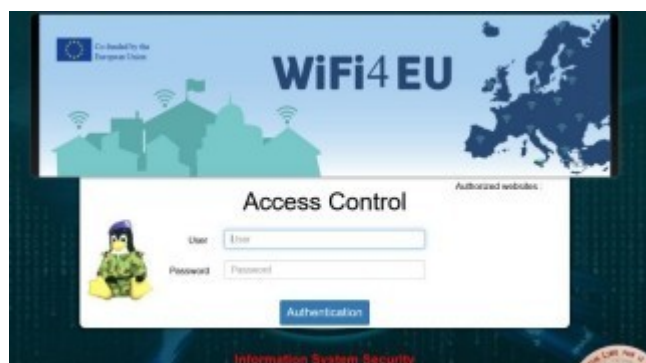 Co-funded by the
European Union
WiFi4EU
Authorized websites :
Access Control
User
User
Password
Password
Authentication
Information System Security